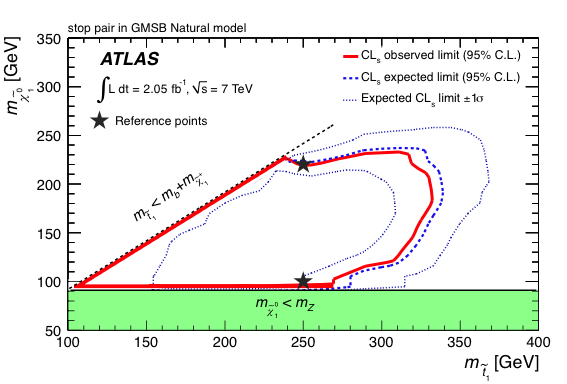 stop pair in GMSB Natural model
ATLAS
∫L dt = 2.05 fb⁻¹, √s = 7 TeV
Reference points
CLₛ observed limit (95% C.L.)
CLₛ expected limit (95% C.L.)
Expected CLₛ limit ±1σ
m_χ̃₁⁰ [GeV]
350
300
250
200
150
100
50
m_t̃₁ < m_b+m_χ̃₁⁺
m_χ̃₁⁰ < m_Z
100 150 200 250 300 350 400
m_t̃₁ [GeV]